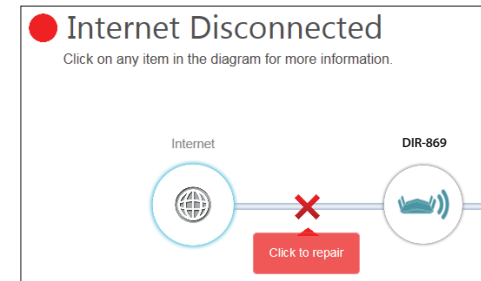 Internet Disconnected
Click on any item in the diagram for more information.
Internet
DIR-869
Click to repair